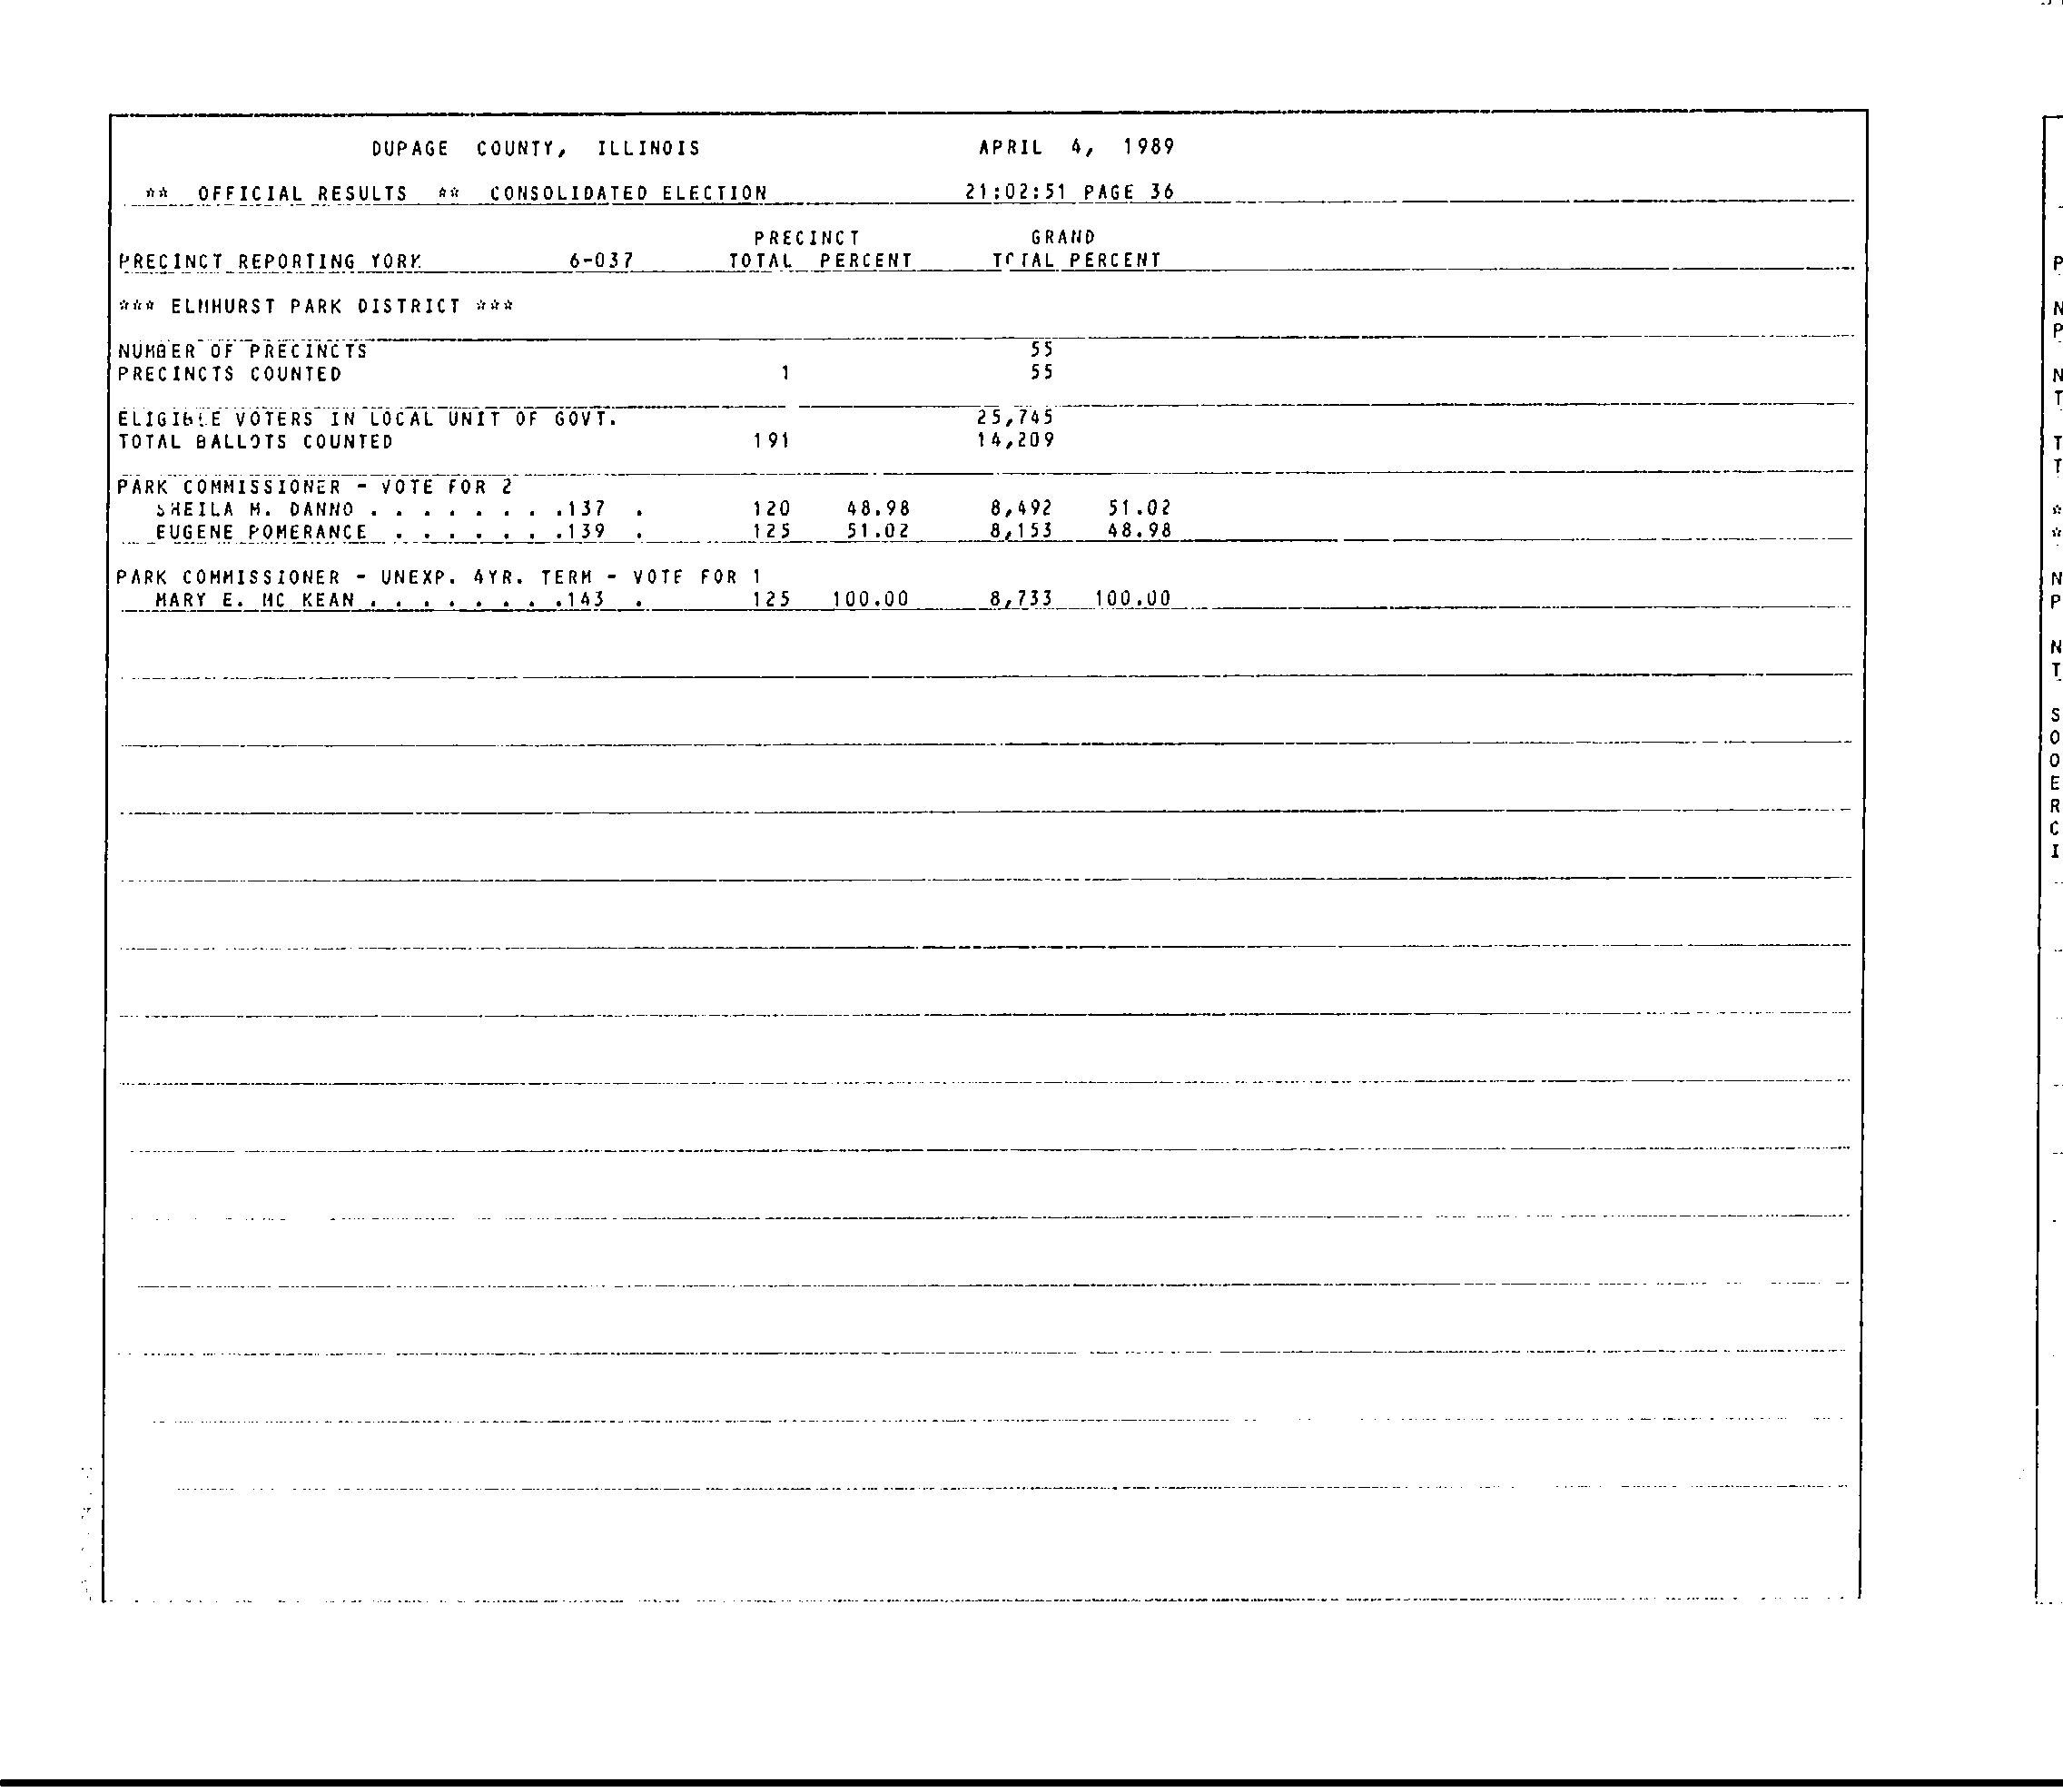 DUPAGE COUNTY, ILLINOIS APRIL 4, 1989
** OFFICIAL RESULTS ** CONSOLIDATED ELECTION 21:02:51 PAGE 36
PRECINCT GRAND
PRECINCT REPORTING YORK 6-037 TOTAL PERCENT TOTAL PERCENT
*** ELMHURST PARK DISTRICT ***
NUMBER OF PRECINCTS 55
PRECINCTS COUNTED 1 55
ELIGIBLE VOTERS IN LOCAL UNIT OF GOVT. 25,745
TOTAL BALLOTS COUNTED 191 14,209
PARK COMMISSIONER - VOTE FOR 2
SHEILA M. DANNO . . . . . . . .137 . 120 48.98 8,492 51.02
EUGENE POMERANCE . . . . . . .139 . 125 51.02 8,153 48.98
PARK COMMISSIONER - UNEXP. 4YR. TERM - VOTE FOR 1
MARY E. MC KEAN . . . . . . . .143 . 125 100.00 8,733 100.00
P
N
P
N
T
T
T
*
*
N
P
N
T
S
O
O
E
R
C
I